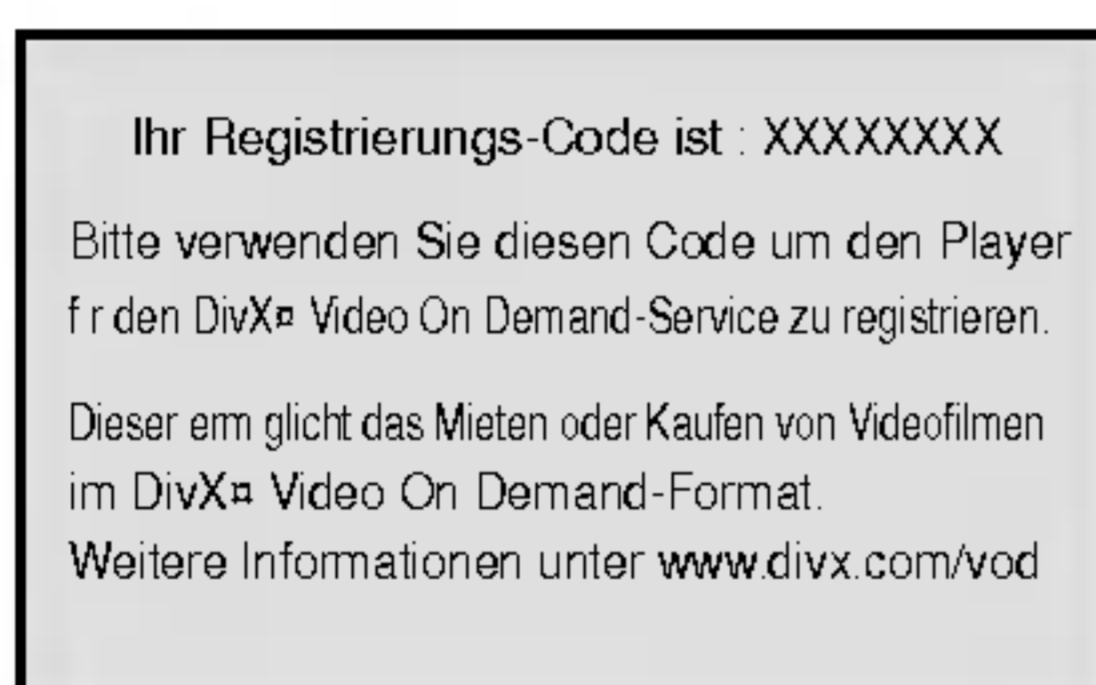 Ihr Registrierungs-Code ist : XXXXXXXX
Bitte verwenden Sie diesen Code um den Player
f r den DivX¤ Video On Demand-Service zu registrieren.
Dieser erm glicht das Mieten oder Kaufen von Videofilmen
im DivX¤ Video On Demand-Format.
Weitere Informationen unter www.divx.com/vod